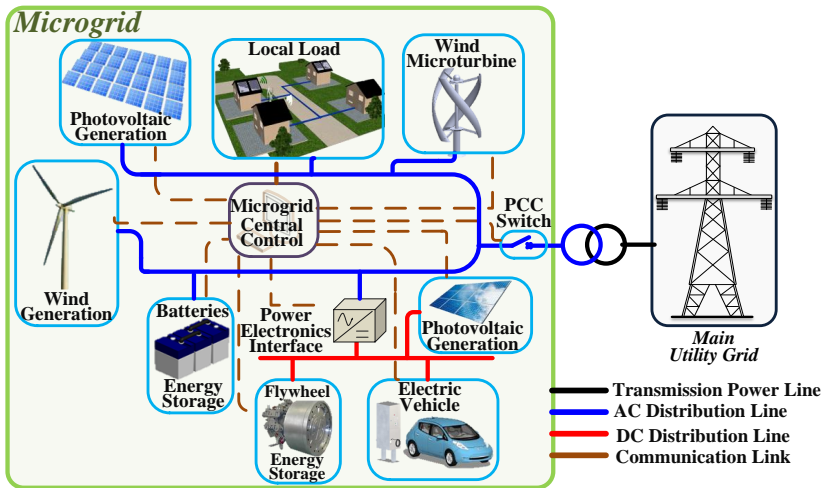 Microgrid
Photovoltaic
Generation
Local Load
Wind
Microturbine
Microgrid
Central
Control
PCC
Switch
Wind
Generation
Batteries
Energy
Storage
Power
Electronics
Interface
Photovoltaic
Generation
Flywheel
Energy
Storage
Electric
Vehicle
Main
Utility Grid
Transmission Power Line
AC Distribution Line
DC Distribution Line
Communication Link